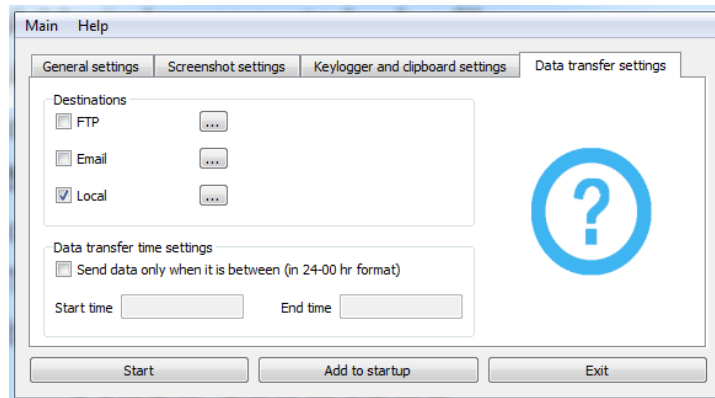 Main Help
General settings Screenshot settings Keylogger and clipboard settings Data transfer settings
Destinations
FTP ...
Email ...
Local ...
Data transfer time settings
Send data only when it is between (in 24-00 hr format)
Start time End time
Start Add to startup Exit